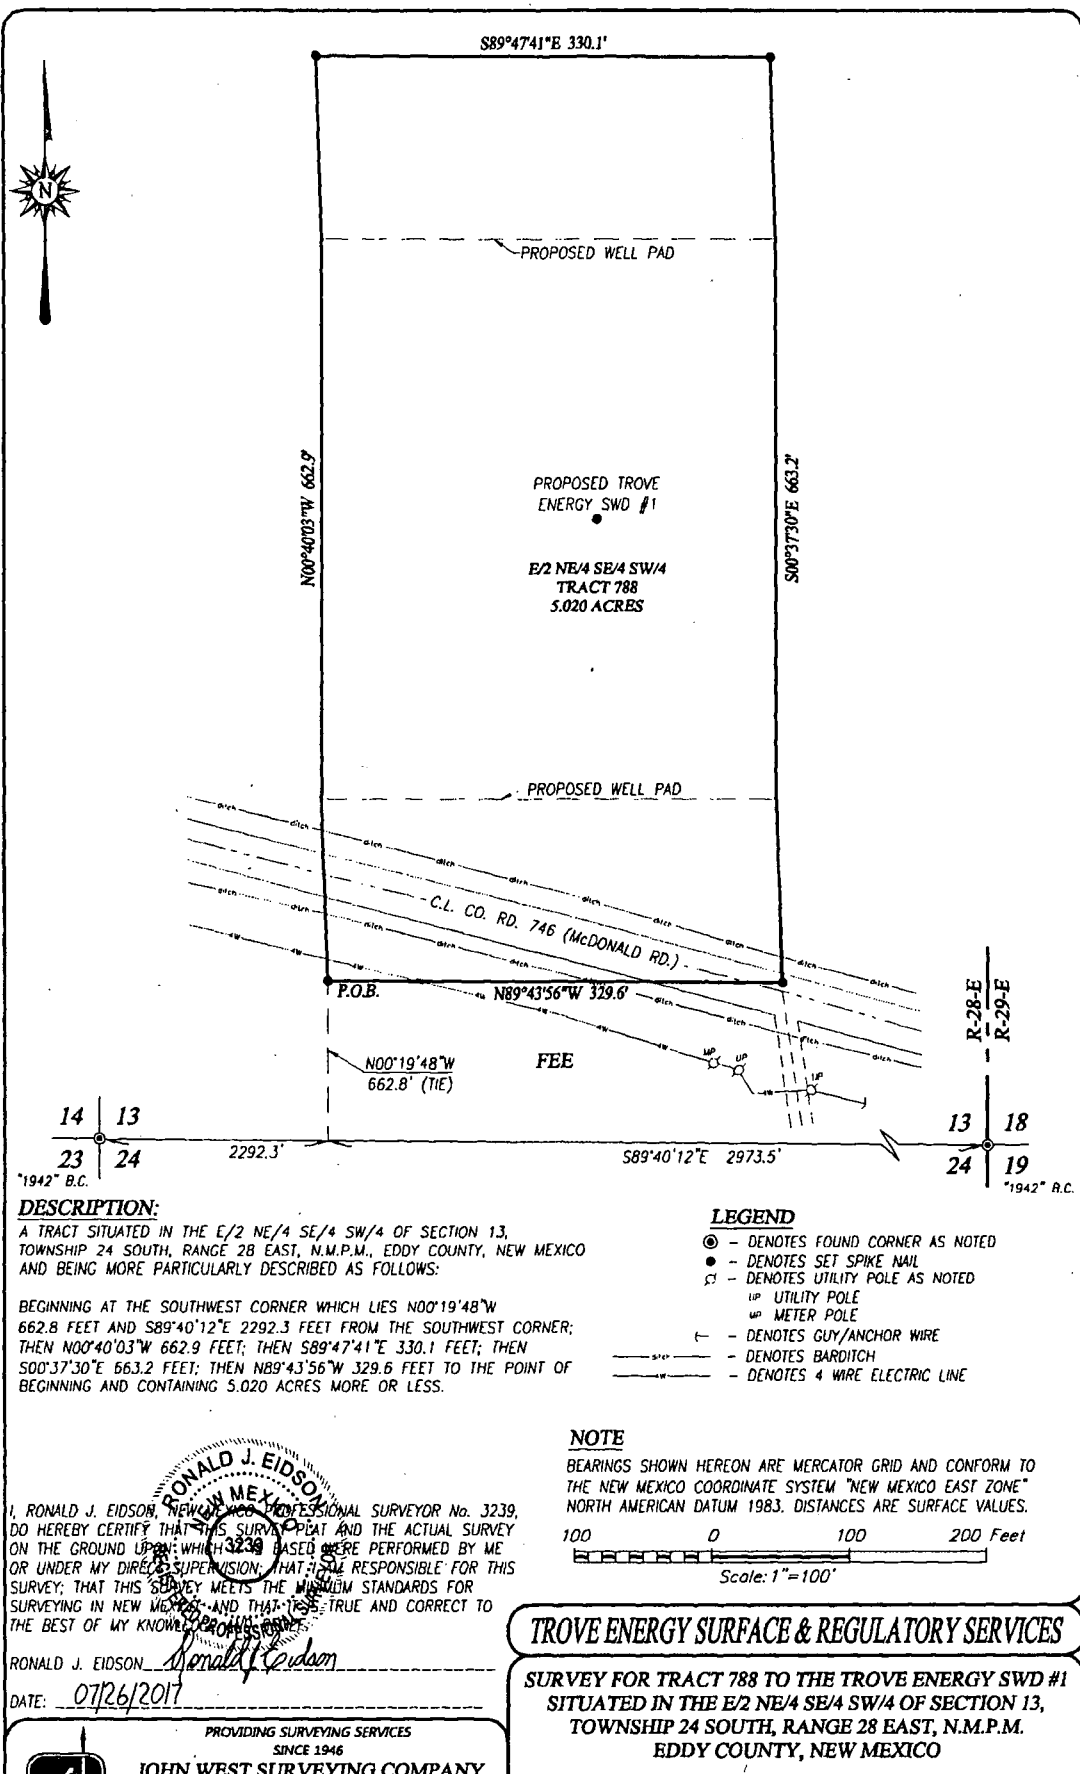 S89°47'41"E 330.1'
N
PROPOSED WELL PAD
N00°40'03"W 662.9'
S00°37'30"E 663.2'
PROPOSED TROVE
ENERGY SWD #1
E/2 NE/4 SE/4 SW/4
TRACT 788
5.020 ACRES
PROPOSED WELL PAD
C.L. CO. RD. 746 (McDONALD RD.)
P.O.B.
N89°43'56"W 329.6'
R-28-E
R-29-E
N00°19'48"W
662.8' (TIE)
FEE
MP
UP
UP
14 13
23 24
"1942" B.C.
2292.3'
S89°40'12"E 2973.5'
13 18
24 19
"1942" B.C.
DESCRIPTION:
A TRACT SITUATED IN THE E/2 NE/4 SE/4 SW/4 OF SECTION 13,
TOWNSHIP 24 SOUTH, RANGE 28 EAST, N.M.P.M., EDDY COUNTY, NEW MEXICO
AND BEING MORE PARTICULARLY DESCRIBED AS FOLLOWS:
BEGINNING AT THE SOUTHWEST CORNER WHICH LIES N00°19'48"W
662.8 FEET AND S89°40'12"E 2292.3 FEET FROM THE SOUTHWEST CORNER;
THEN N00°40'03"W 662.9 FEET; THEN S89°47'41"E 330.1 FEET; THEN
S00°37'30"E 663.2 FEET; THEN N89°43'56"W 329.6 FEET TO THE POINT OF
BEGINNING AND CONTAINING 5.020 ACRES MORE OR LESS.
LEGEND
– DENOTES FOUND CORNER AS NOTED
– DENOTES SET SPIKE NAIL
– DENOTES UTILITY POLE AS NOTED
UP UTILITY POLE
MP METER POLE
– DENOTES GUY/ANCHOR WIRE
– DENOTES BARDITCH
– DENOTES 4 WIRE ELECTRIC LINE
NOTE
BEARINGS SHOWN HEREON ARE MERCATOR GRID AND CONFORM TO
THE NEW MEXICO COORDINATE SYSTEM "NEW MEXICO EAST ZONE"
NORTH AMERICAN DATUM 1983. DISTANCES ARE SURFACE VALUES.
100 0 100 200 Feet
Scale: 1"=100'
RONALD J. EIDSON
NEW MEXICO
3239
REGISTERED PROFESSIONAL SURVEYOR
I, RONALD J. EIDSON, NEW MEXICO PROFESSIONAL SURVEYOR No. 3239,
DO HEREBY CERTIFY THAT THIS SURVEY PLAT AND THE ACTUAL SURVEY
ON THE GROUND UPON WHICH IT IS BASED WERE PERFORMED BY ME
OR UNDER MY DIRECT SUPERVISION; THAT I AM RESPONSIBLE FOR THIS
SURVEY; THAT THIS SURVEY MEETS THE MINIMUM STANDARDS FOR
SURVEYING IN NEW MEXICO AND THAT IT IS TRUE AND CORRECT TO
THE BEST OF MY KNOWLEDGE AND BELIEF.
RONALD J. EIDSON Ronald J Eidson
DATE: 07/26/2017
PROVIDING SURVEYING SERVICES
SINCE 1946
JOHN WEST SURVEYING COMPANY
TROVE ENERGY SURFACE & REGULATORY SERVICES
SURVEY FOR TRACT 788 TO THE TROVE ENERGY SWD #1
SITUATED IN THE E/2 NE/4 SE/4 SW/4 OF SECTION 13,
TOWNSHIP 24 SOUTH, RANGE 28 EAST, N.M.P.M.
EDDY COUNTY, NEW MEXICO